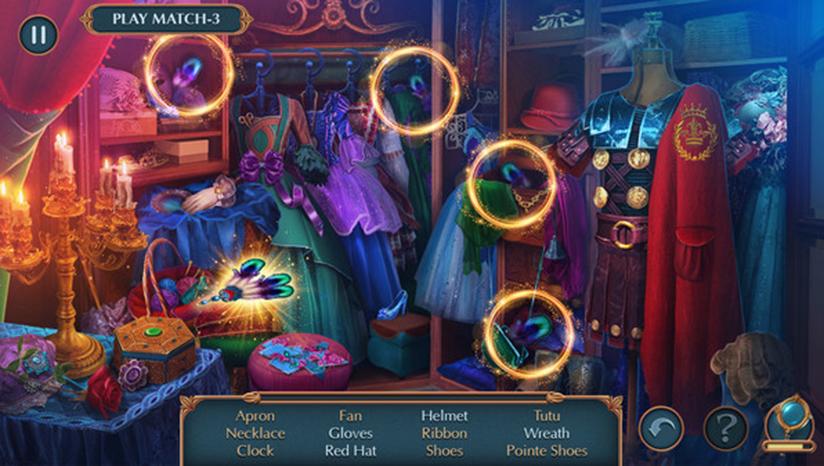 PLAY MATCH-3
Apron Fan Helmet Tutu
Necklace Gloves Ribbon Wreath
Clock Red Hat Shoes Pointe Shoes
?